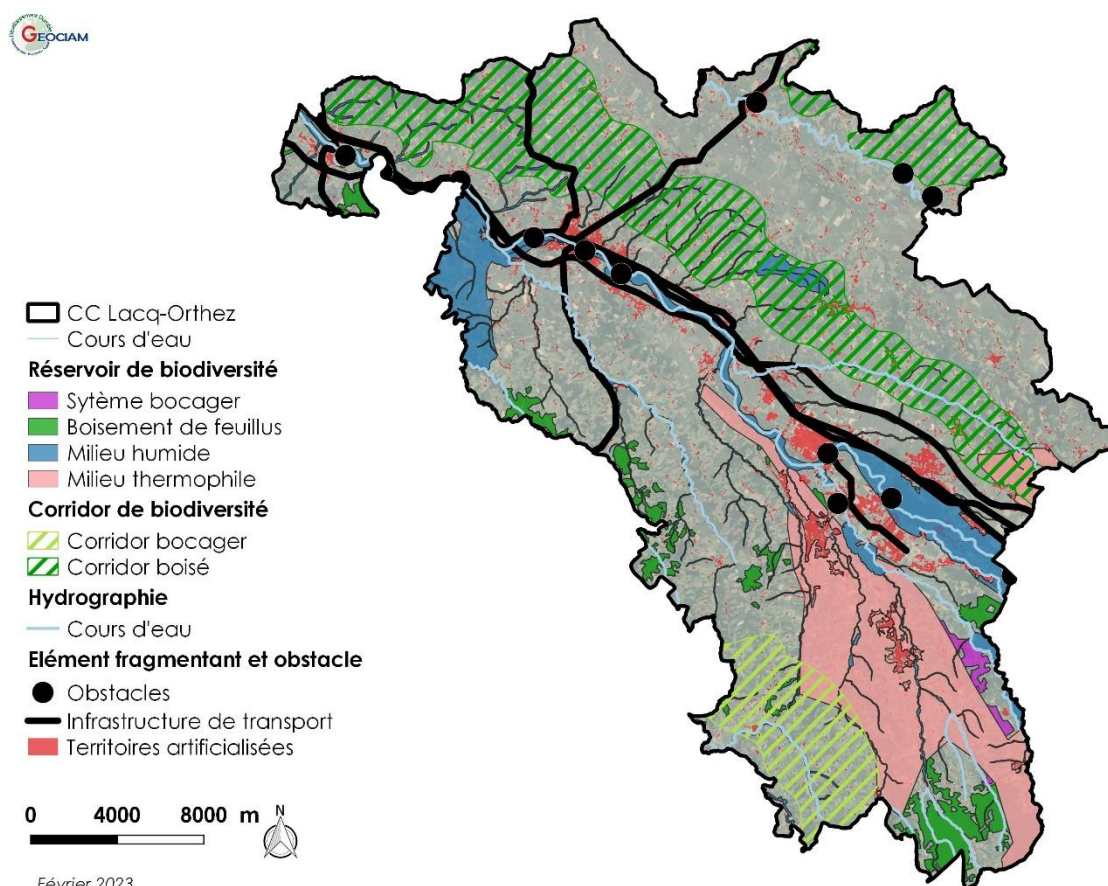 GEOCIAM
CC Lacq-Orthez
Cours d'eau
Réservoir de biodiversité
Sytème bocager
Boisement de feuillus
Milieu humide
Milieu thermophile
Corridor de biodiversité
Corridor bocager
Corridor boisé
Hydrographie
Cours d'eau
Elément fragmentant et obstacle
Obstacles
Infrastructure de transport
Territoires artificialisées
0 4000 8000 m N
Février 2023